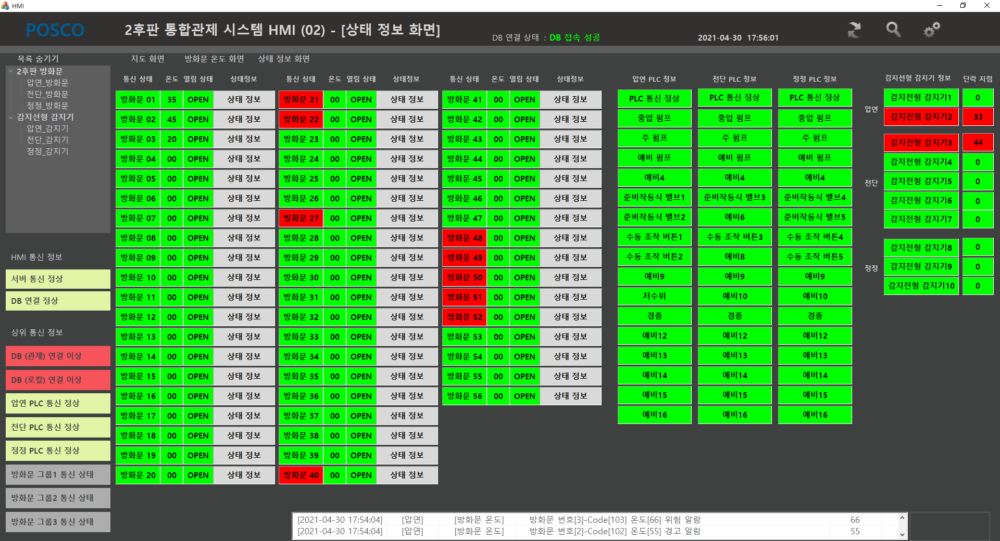 HMI
POSCO
2후판 통합관제 시스템 HMI (02) - [상태 정보 화면]
DB 연결 상태 : DB 접속 성공
2021-04-30 17:56:01
목록 숨기기
지도 화면 방화문 온도 화면 상태 정보 화면
2후판 방화문
압연_방화문
전단_방화문
정정_방화문
감지선형 감지기
압연_감지기
전단_감지기
정정_감지기
HMI 통신 정보
서버 통신 정상
DB 연결 정상
상위 통신 정보
DB (관제) 연결 이상
DB (로컬) 연결 이상
압연 PLC 통신 정상
전단 PLC 통신 정상
정정 PLC 통신 정상
방화문 그룹1 통신 상태
방화문 그룹2 통신 상태
방화문 그룹3 통신 상태
통신 상태 온도 열림 상태 상태정보
방화문 01 35 OPEN 상태 정보
방화문 02 45 OPEN 상태 정보
방화문 03 20 OPEN 상태 정보
방화문 04 00 OPEN 상태 정보
방화문 05 00 OPEN 상태 정보
방화문 06 00 OPEN 상태 정보
방화문 07 00 OPEN 상태 정보
방화문 08 00 OPEN 상태 정보
방화문 09 00 OPEN 상태 정보
방화문 10 00 OPEN 상태 정보
방화문 11 00 OPEN 상태 정보
방화문 12 00 OPEN 상태 정보
방화문 13 00 OPEN 상태 정보
방화문 14 00 OPEN 상태 정보
방화문 15 00 OPEN 상태 정보
방화문 16 00 OPEN 상태 정보
방화문 17 00 OPEN 상태 정보
방화문 18 00 OPEN 상태 정보
방화문 19 00 OPEN 상태 정보
방화문 20 00 OPEN 상태 정보
통신 상태 온도 열림 상태 상태정보
방화문 21 00 OPEN 상태 정보
방화문 22 00 OPEN 상태 정보
방화문 23 00 OPEN 상태 정보
방화문 24 00 OPEN 상태 정보
방화문 25 00 OPEN 상태 정보
방화문 26 00 OPEN 상태 정보
방화문 27 00 OPEN 상태 정보
방화문 28 00 OPEN 상태 정보
방화문 29 00 OPEN 상태 정보
방화문 30 00 OPEN 상태 정보
방화문 31 00 OPEN 상태 정보
방화문 32 00 OPEN 상태 정보
방화문 33 00 OPEN 상태 정보
방화문 34 00 OPEN 상태 정보
방화문 35 00 OPEN 상태 정보
방화문 36 00 OPEN 상태 정보
방화문 37 00 OPEN 상태 정보
방화문 38 00 OPEN 상태 정보
방화문 39 00 OPEN 상태 정보
방화문 40 00 OPEN 상태 정보
통신 상태 온도 열림 상태 상태정보
방화문 41 00 OPEN 상태 정보
방화문 42 00 OPEN 상태 정보
방화문 43 00 OPEN 상태 정보
방화문 44 00 OPEN 상태 정보
방화문 45 00 OPEN 상태 정보
방화문 46 00 OPEN 상태 정보
방화문 47 00 OPEN 상태 정보
방화문 48 00 OPEN 상태 정보
방화문 49 00 OPEN 상태 정보
방화문 50 00 OPEN 상태 정보
방화문 51 00 OPEN 상태 정보
방화문 52 00 OPEN 상태 정보
방화문 53 00 OPEN 상태 정보
방화문 54 00 OPEN 상태 정보
방화문 55 00 OPEN 상태 정보
방화문 56 00 OPEN 상태 정보
압연 PLC 정보 전단 PLC 정보 정정 PLC 정보
PLC 통신 정상 PLC 통신 정상 PLC 통신 정상
충압 펌프 충압 펌프 충압 펌프
주 펌프 주 펌프 주 펌프
예비 펌프 예비 펌프 예비 펌프
예비4 예비4 예비4
준비작동식 밸브1 준비작동식 밸브3 준비작동식 밸브4
준비작동식 밸브2 예비6 준비작동식 밸브5
수동 조작 버튼1 수동 조작 버튼3 수동 조작 버튼4
수동 조작 버튼2 예비8 수동 조작 버튼5
예비9 예비9 예비9
저수위 예비10 예비10
경종 경종 경종
예비12 예비12 예비12
예비13 예비13 예비13
예비14 예비14 예비14
예비15 예비15 예비15
예비16 예비16 예비16
감지선형 감지기 정보 단락 지점
압연
감지전형 감지기1 0
감지전형 감지기2 33
전단
감지전형 감지기3 44
감지전형 감지기4 0
감지전형 감지기5 0
감지전형 감지기6 0
감지전형 감지기7 0
정정
감지전형 감지기8 0
감지전형 감지기9 0
감지전형 감지기10 0
[2021-04-30 17:54:04] [압연] [방화문 온도] 방화문 번호[3]-Code[103] 온도[66] 위험 알람 66
[2021-04-30 17:54:04] [압연] [방화문 온도] 방화문 번호[2]-Code[102] 온도[55] 경고 알람 55